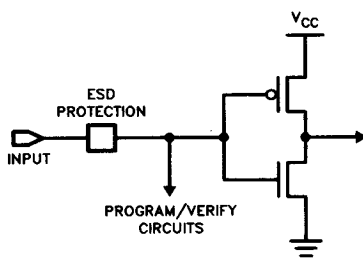 VCC
ESD
PROTECTION
INPUT
PROGRAM/VERIFY
CIRCUITS